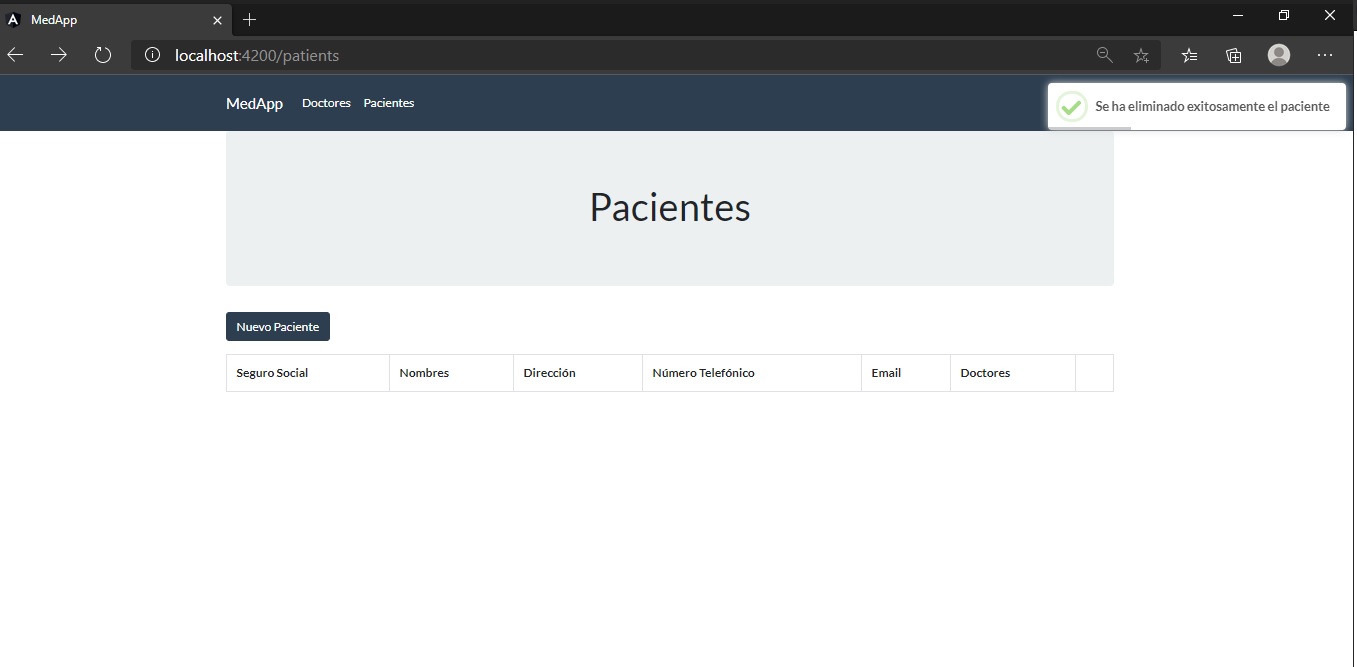 MedApp
localhost:4200/patients
MedApp Doctores Pacientes
Se ha eliminado exitosamente el paciente
Pacientes
Nuevo Paciente
Seguro Social Nombres Dirección Número Telefónico Email Doctores